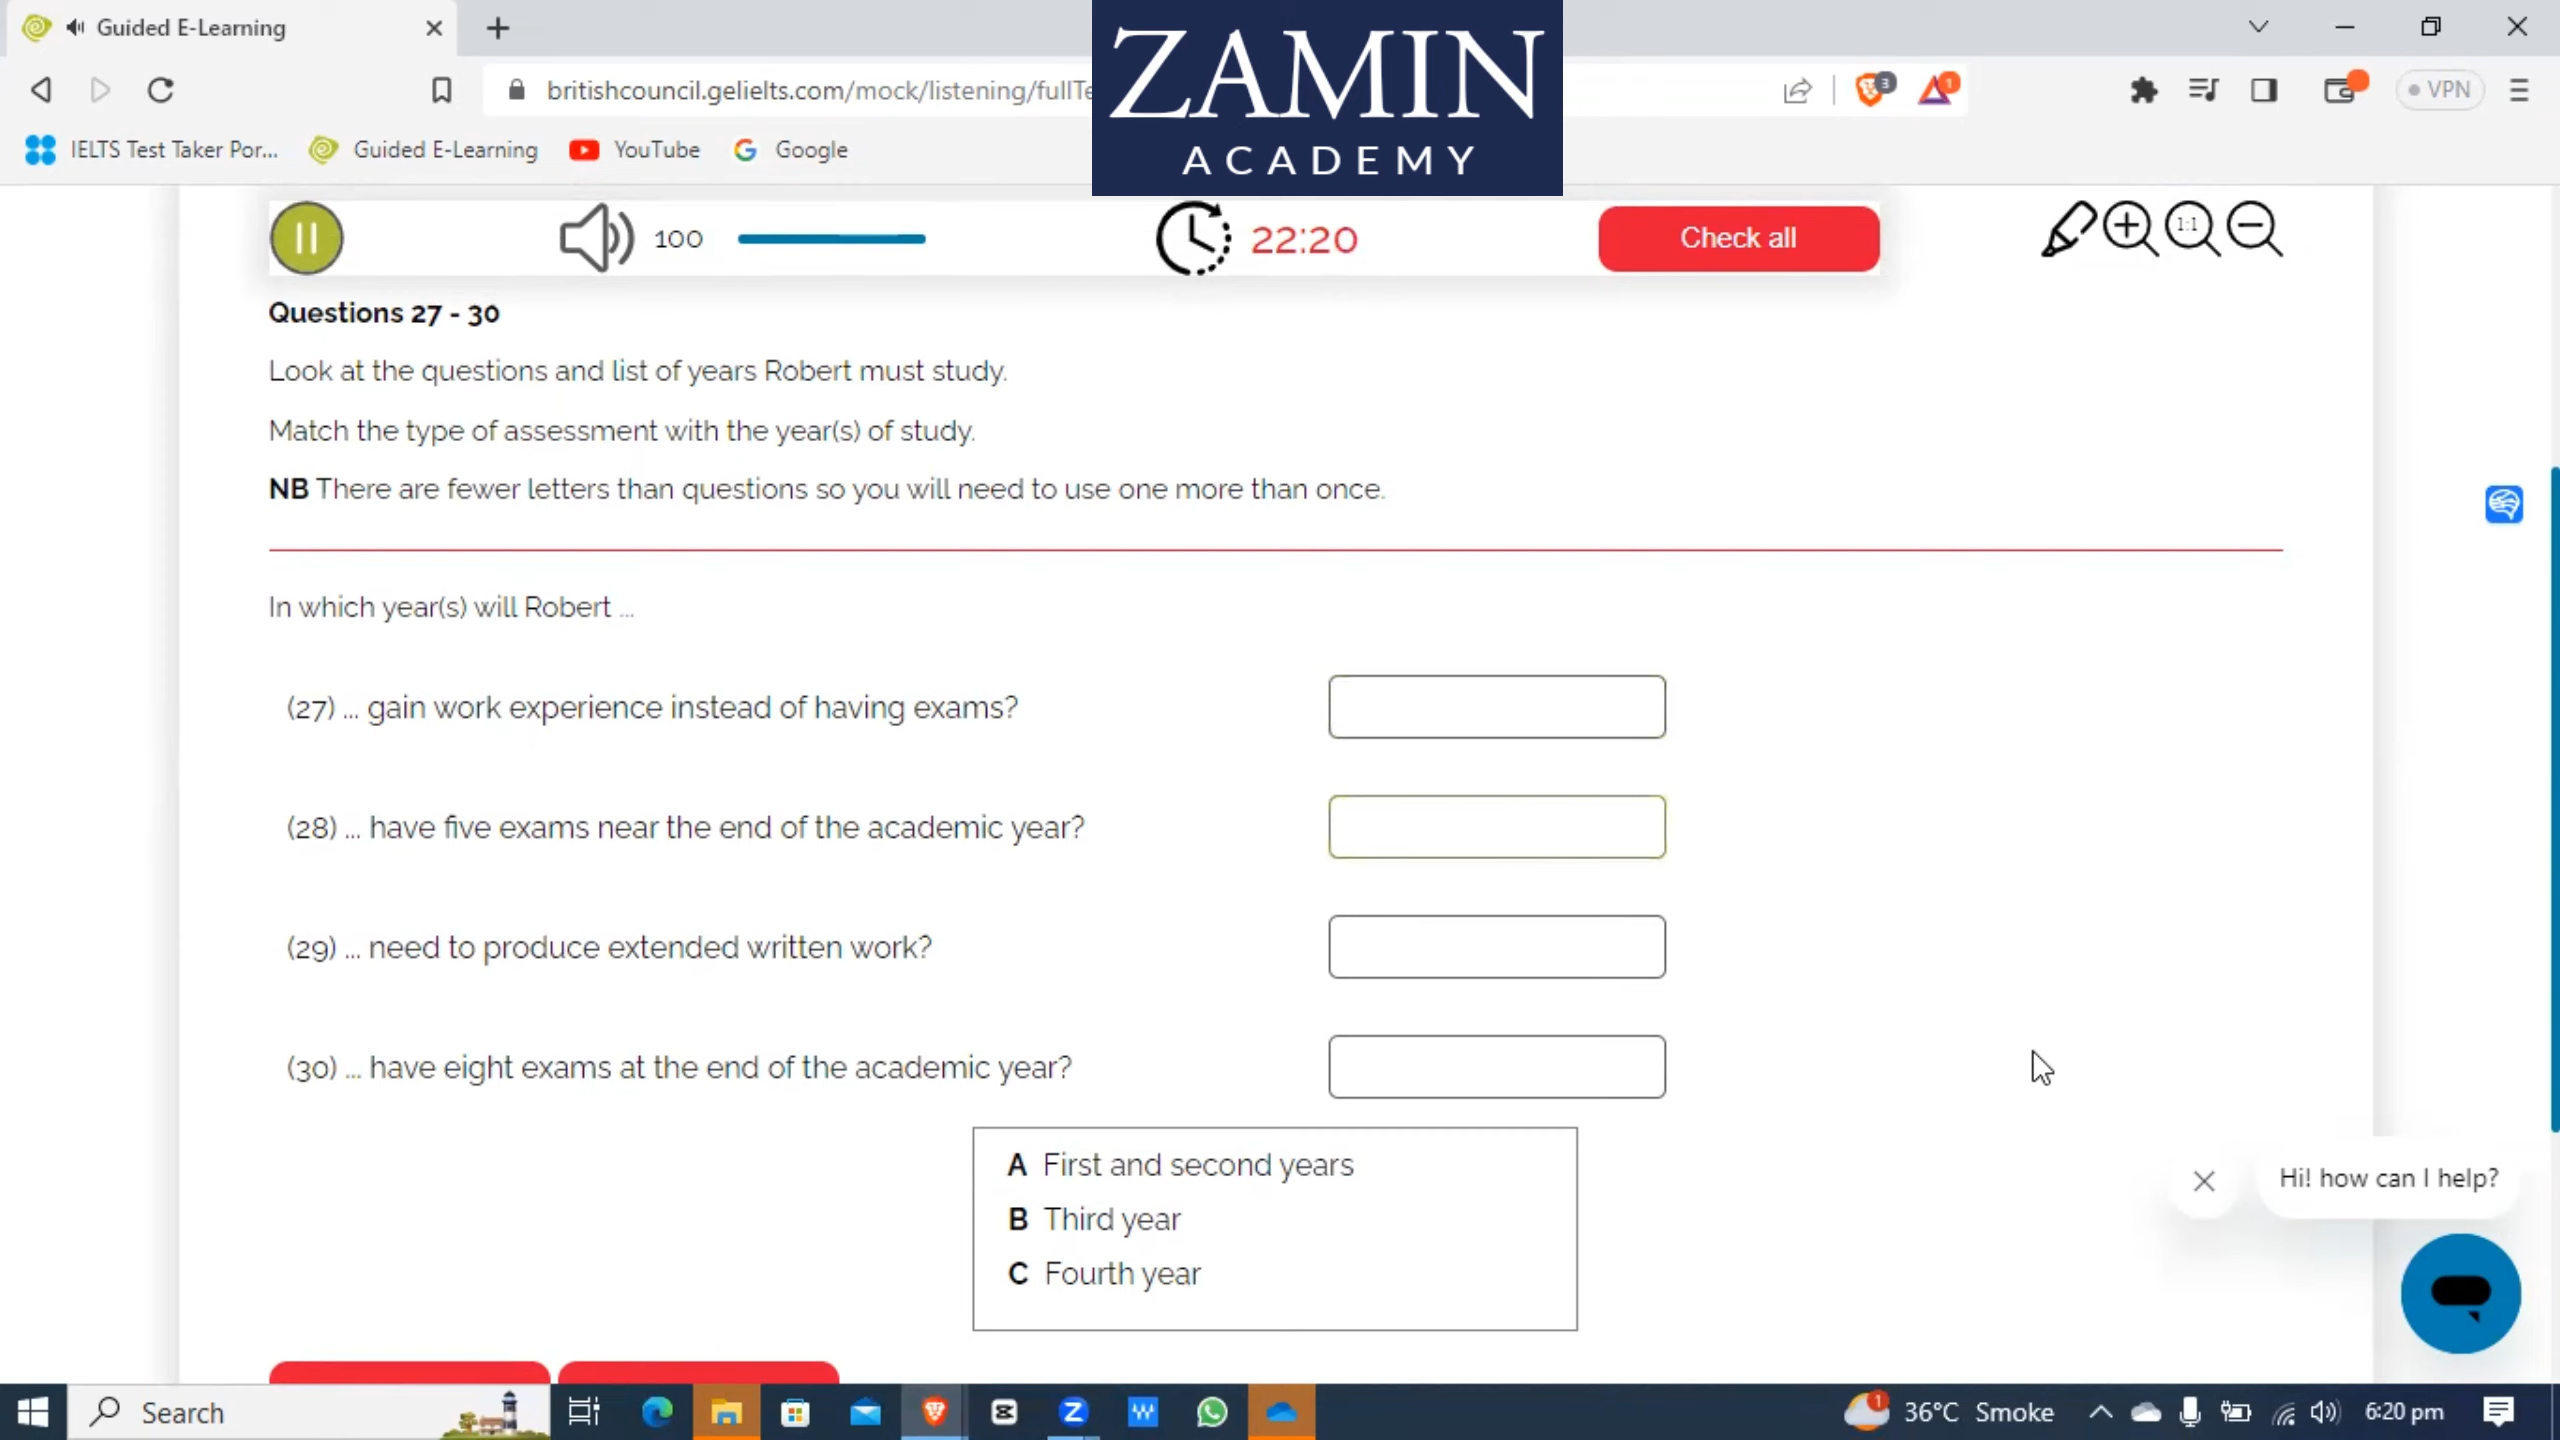 Guided E-Learning
ZAMIN
ACADEMY
britishcouncil.gelielts.com/mock/listening/fullTe
3
1
VPN
IELTS Test Taker Por...
Guided E-Learning
YouTube
Google
100
22:20
Check all
1:1
Questions 27 - 30
Look at the questions and list of years Robert must study.
Match the type of assessment with the year(s) of study.
NB There are fewer letters than questions so you will need to use one more than once.
In which year(s) will Robert ...
(27) ... gain work experience instead of having exams?
(28) ... have five exams near the end of the academic year?
(29) ... need to produce extended written work?
(30) ... have eight exams at the end of the academic year?
A First and second years
B Third year
C Fourth year
Hi! how can I help?
Search
1
36°C Smoke
6:20 pm